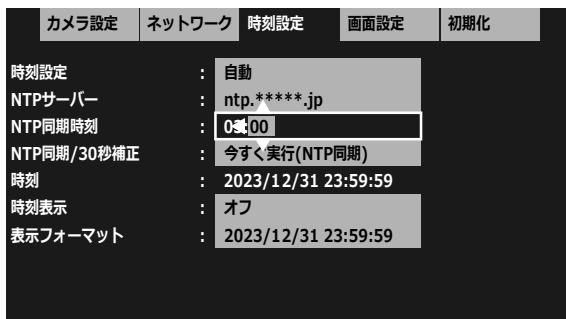 カメラ設定 ネットワーク 時刻設定 画面設定 初期化
時刻設定 : 自動
NTPサーバー : ntp.*****.jp
NTP同期時刻 : 00:00
NTP同期/30秒補正 : 今すぐ実行(NTP同期)
時刻 : 2023/12/31 23:59:59
時刻表示 : オフ
表示フォーマット : 2023/12/31 23:59:59